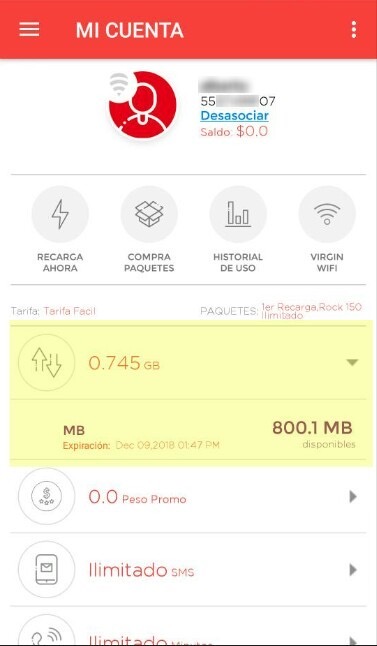 MI CUENTA
55 07
Desasociar
Saldo: $0.0
RECARGA AHORA
COMPRA PAQUETES
HISTORIAL DE USO
VIRGIN WIFI
Tarifa: Tarifa Facil
PAQUETES: 1er Recarga,Rock 150
Ilimitado
0.745 GB
MB
800.1 MB
Expiración: Dec 09,2018 01:47 PM
disponibles
0.0 Peso Promo
Ilimitado SMS
Ilimitado Minutos